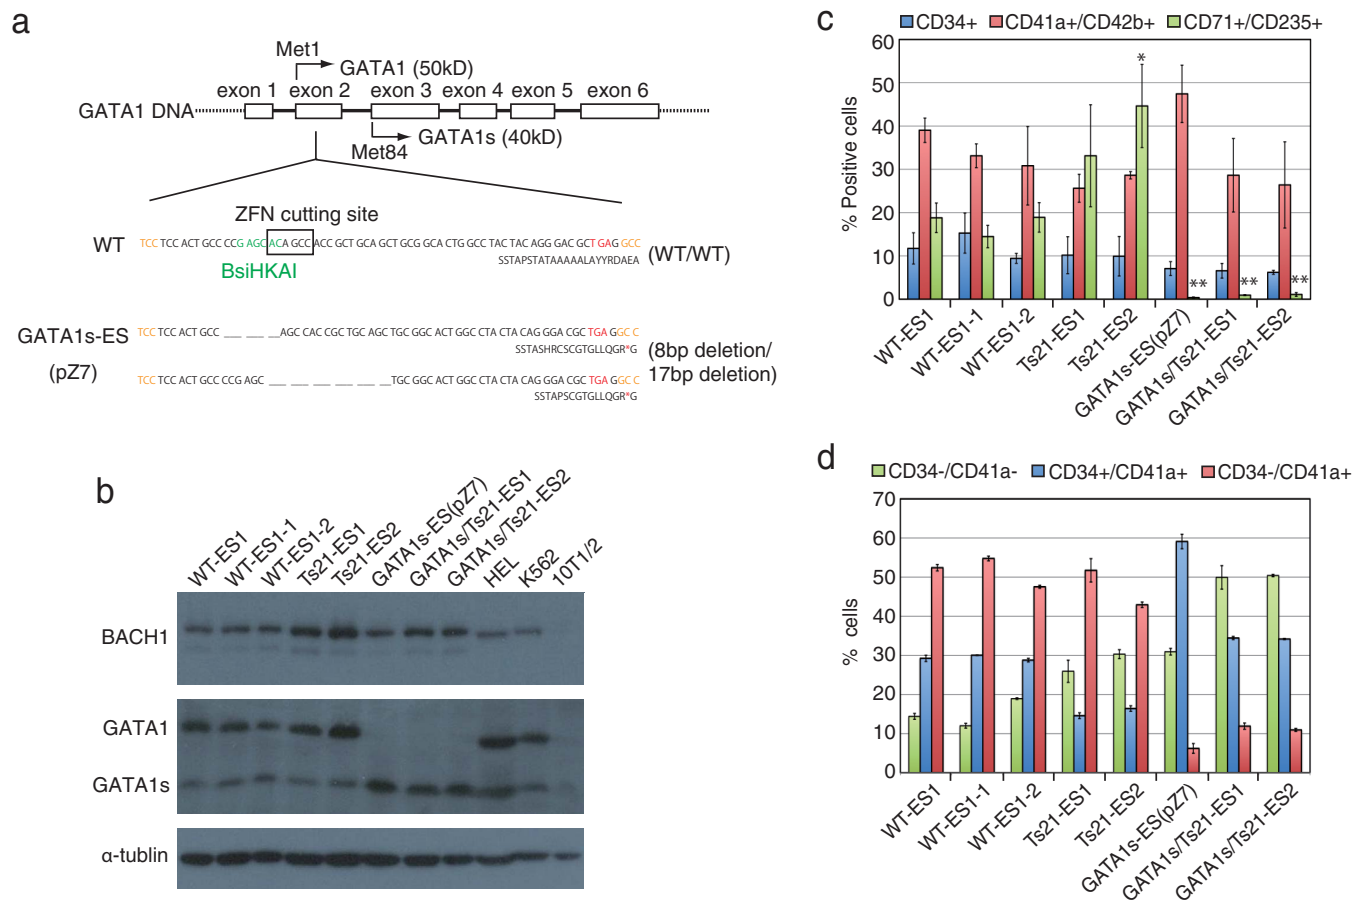 a
Met1
GATA1 (50kD)
exon 1 exon 2 exon 3 exon 4 exon 5 exon 6
GATA1 DNA
GATA1s (40kD)
Met84
ZFN cutting site
WT
TCC TCC ACT GCC CCG AGC ACA GCC ACC GCT GCA GCT GCG GCA CTG GCC TAC TAC AGG GAC GCT GAG GCC
(WT/WT)
SSTAPSTATAAAAALAYYRDAEA
BsiHKAI
GATA1s-ES
(pZ7)
TCC TCC ACT GCC ___ ___ __AGC CAC CGC TGC AGC TGC GGC ACT GGC CTA CTA CAG GGA CGC TGA GGC C
SSTASHRCSCGTGLLQGR*G
(8bp deletion/
17bp deletion)
TCC TCC ACT GCC CCG AGC ___ ___ ___ ___ ___ __TGC GGC ACT GGC CTA CTA CAG GGA CGC TGA GGC C
SSTAPSCGTGLLQGR*G
b
WT-ES1
WT-ES1-1
WT-ES1-2
Ts21-ES1
Ts21-ES2
GATA1s-ES(pZ7)
GATA1s/Ts21-ES1
GATA1s/Ts21-ES2
HEL
K562
10T1/2
BACH1
GATA1
GATA1s
α-tublin
c
CD34+ CD41a+/CD42b+ CD71+/CD235+
% Positive cells
60
50
40
30
20
10
0
*
**
**
**
WT-ES1
WT-ES1-1
WT-ES1-2
Ts21-ES1
Ts21-ES2
GATA1s-ES(pZ7)
GATA1s/Ts21-ES1
GATA1s/Ts21-ES2
d
CD34-/CD41a- CD34+/CD41a+ CD34-/CD41a+
% cells
70
60
50
40
30
20
10
0
WT-ES1
WT-ES1-1
WT-ES1-2
Ts21-ES1
Ts21-ES2
GATA1s-ES(pZ7)
GATA1s/Ts21-ES1
GATA1s/Ts21-ES2